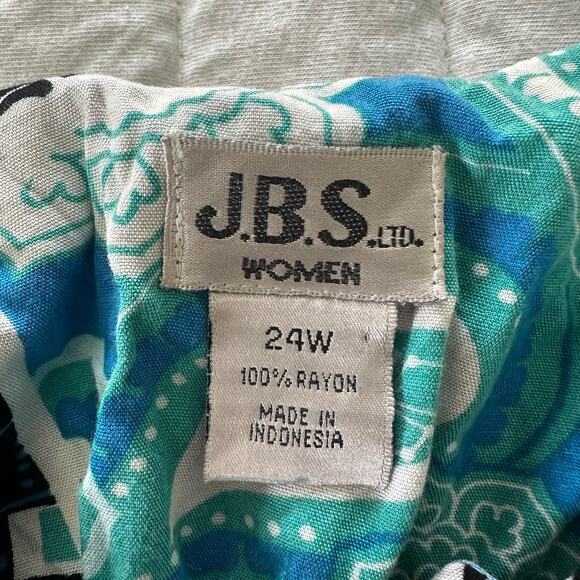 J.B.S.LTD.
WOMEN
24W
100% RAYON
MADE IN
INDONESIA